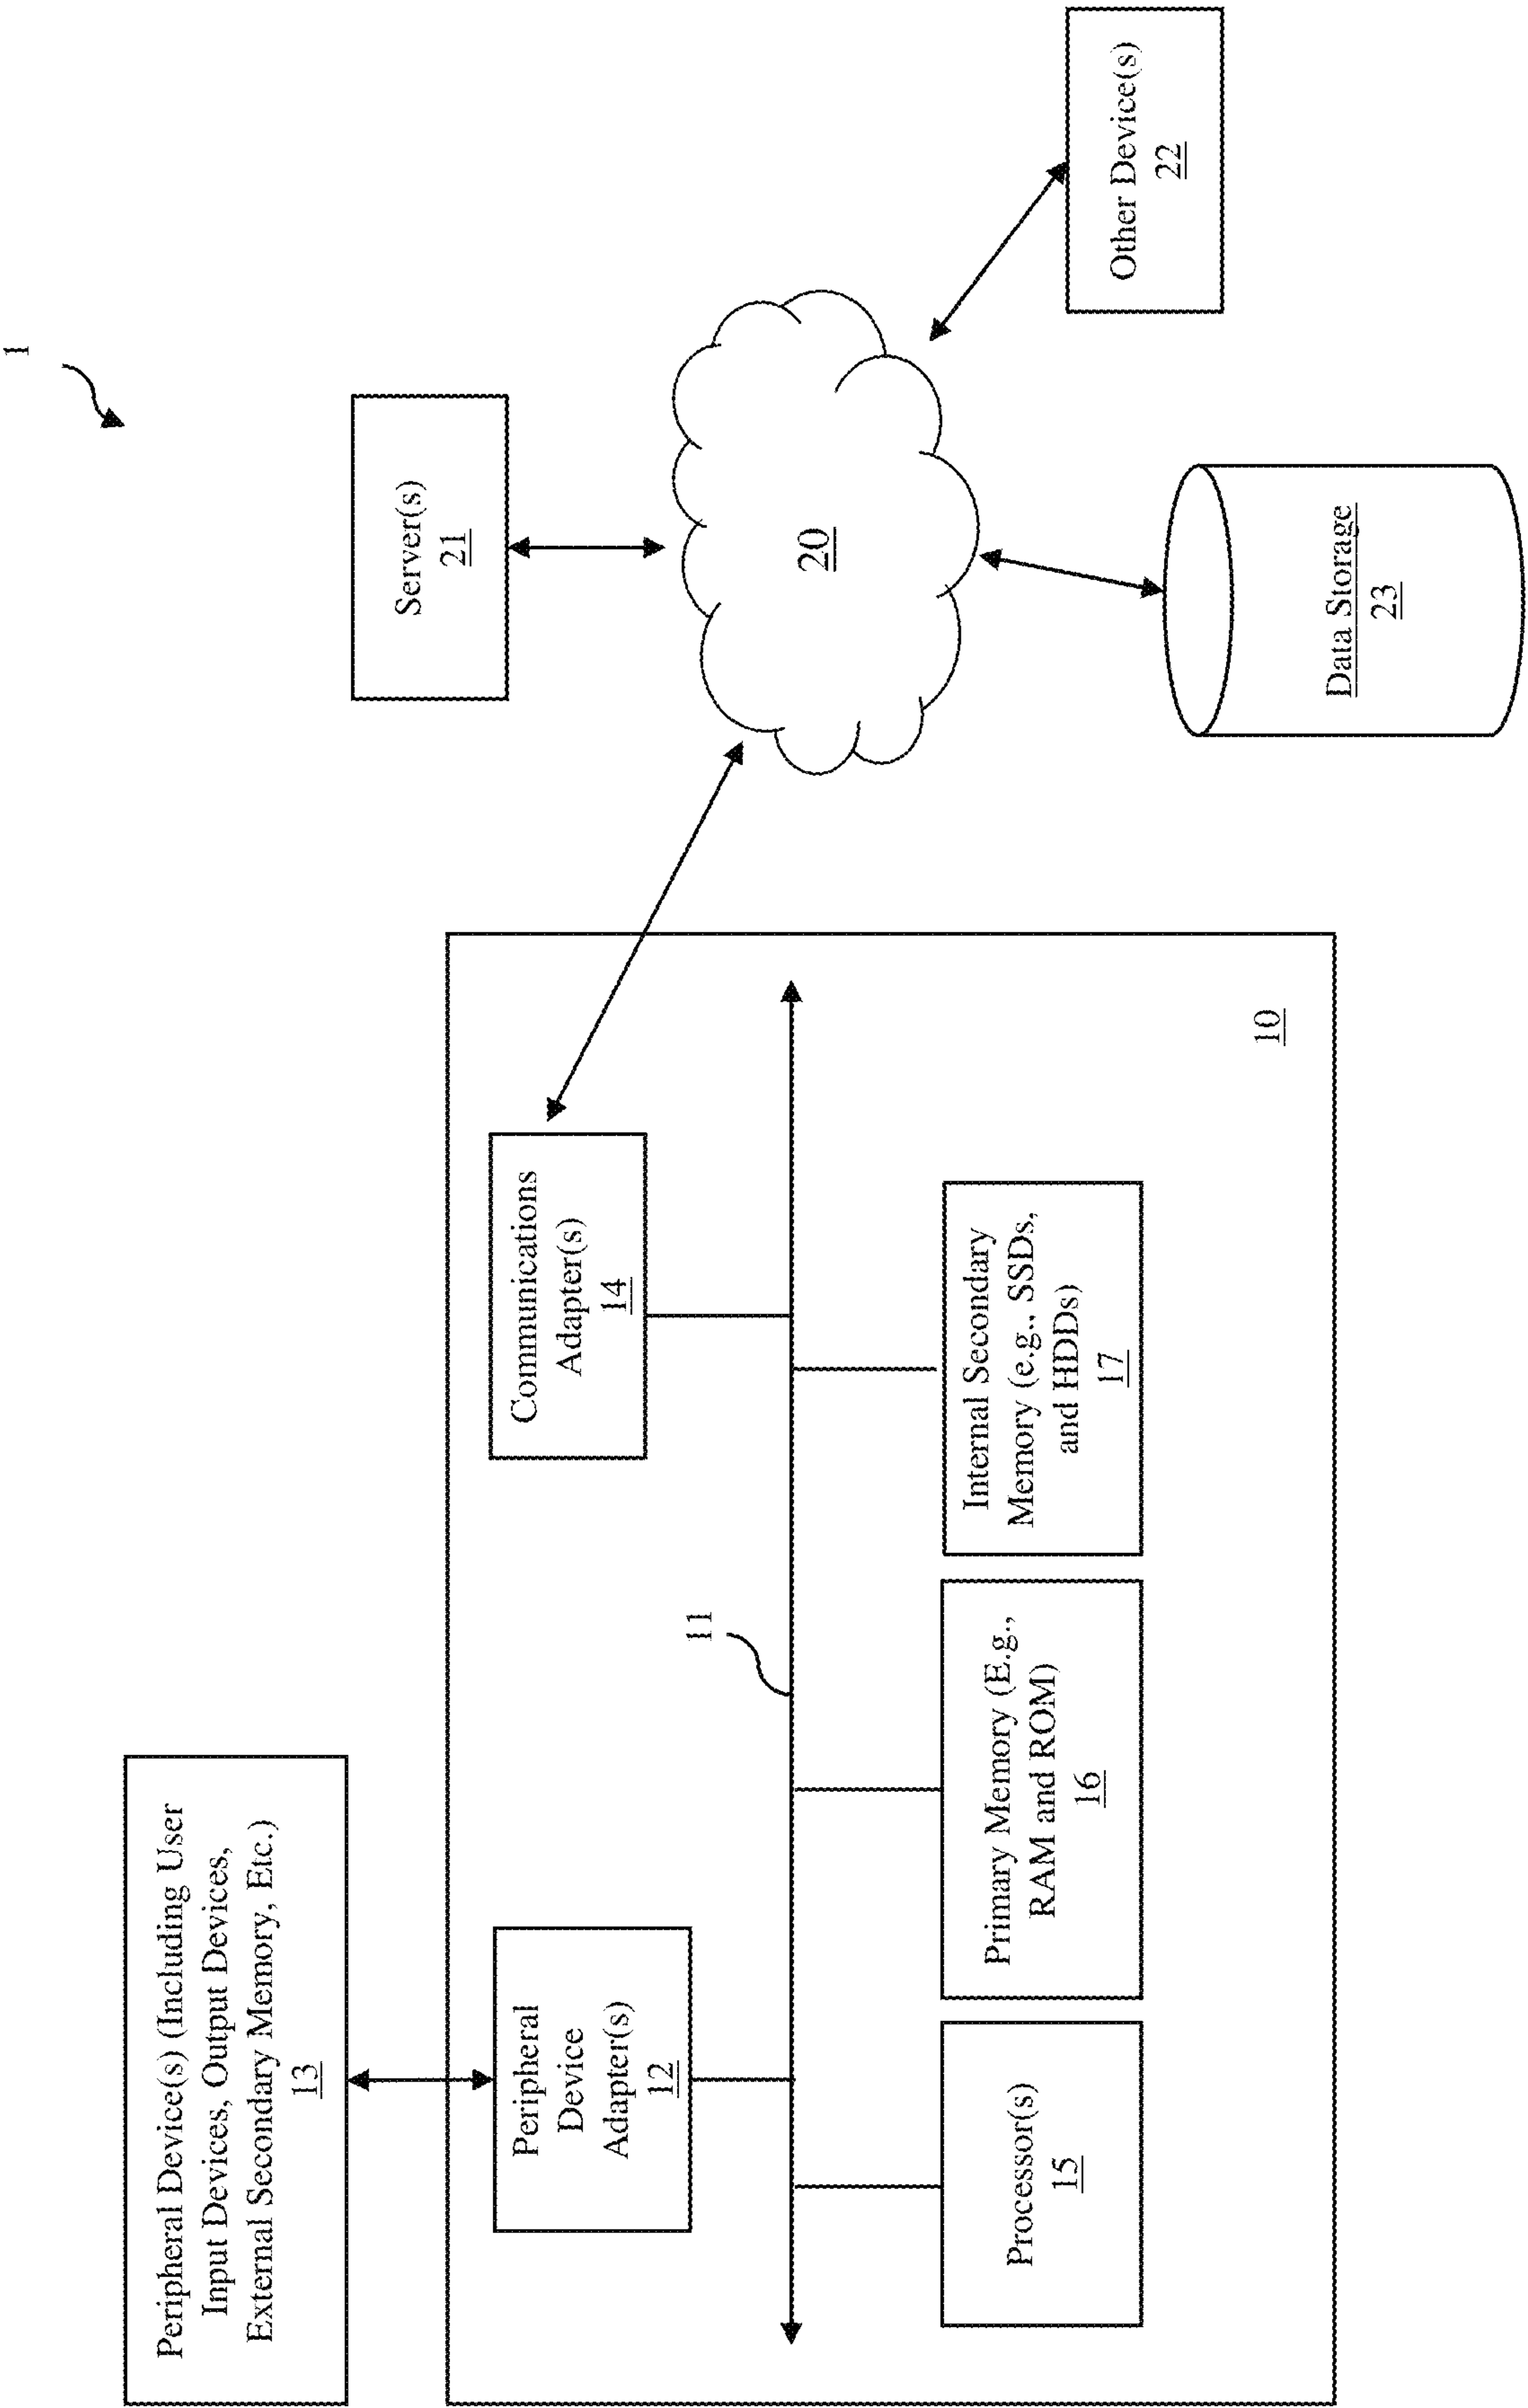 1
Peripheral Device(s) (Including User
Input Devices, Output Devices,
External Secondary Memory, Etc.)
13
Server(s)
21
Peripheral
Device
Adapter(s)
12
Communications
Adapter(s)
14
11
20
Processor(s)
15
Primary Memory (E.g.,
RAM and ROM)
16
Internal Secondary
Memory (e.g., SSDs,
and HDDs)
17
10
Other Device(s)
22
Data Storage
23